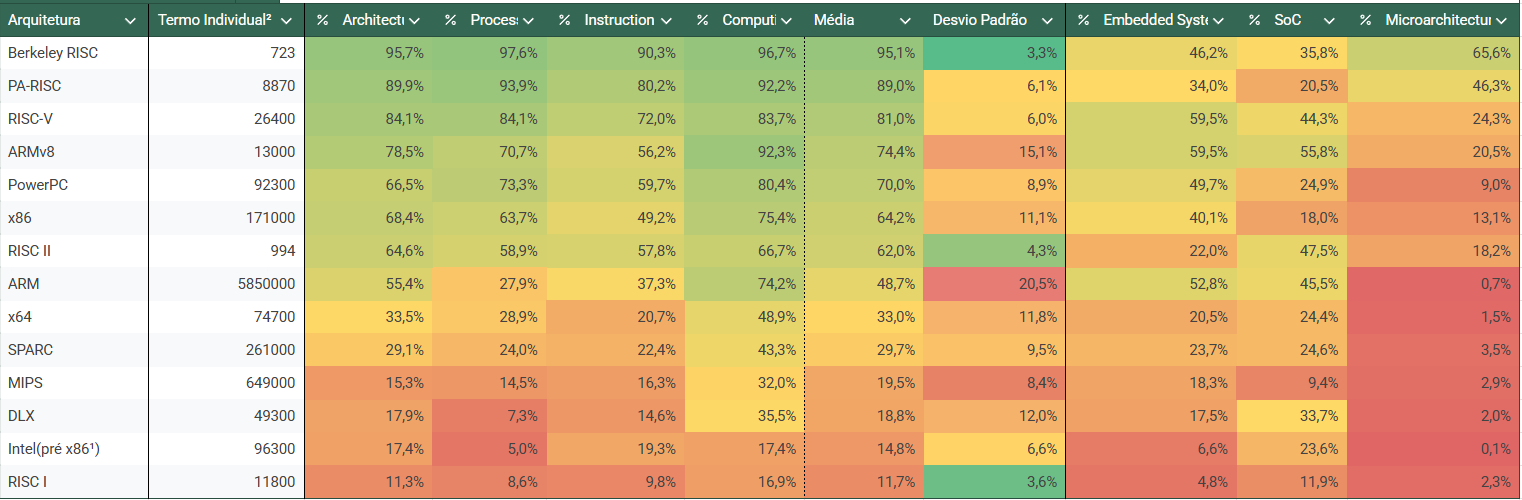 Arquitetura Termo Individual² % Architectu % Process % Instruction % Computi Média Desvio Padrão % Embedded Syste % SoC % Microarchitectur
Berkeley RISC 723 95,7% 97,6% 90,3% 96,7% 95,1% 3,3% 46,2% 35,8% 65,6%
PA-RISC 8870 89,9% 93,9% 80,2% 92,2% 89,0% 6,1% 34,0% 20,5% 46,3%
RISC-V 26400 84,1% 84,1% 72,0% 83,7% 81,0% 6,0% 59,5% 44,3% 24,3%
ARMv8 13000 78,5% 70,7% 56,2% 92,3% 74,4% 15,1% 59,5% 55,8% 20,5%
PowerPC 92300 66,5% 73,3% 59,7% 80,4% 70,0% 8,9% 49,7% 24,9% 9,0%
x86 171000 68,4% 63,7% 49,2% 75,4% 64,2% 11,1% 40,1% 18,0% 13,1%
RISC II 994 64,6% 58,9% 57,8% 66,7% 62,0% 4,3% 22,0% 47,5% 18,2%
ARM 5850000 55,4% 27,9% 37,3% 74,2% 48,7% 20,5% 52,8% 45,5% 0,7%
x64 74700 33,5% 28,9% 20,7% 48,9% 33,0% 11,8% 20,5% 24,4% 1,5%
SPARC 261000 29,1% 24,0% 22,4% 43,3% 29,7% 9,5% 23,7% 24,6% 3,5%
MIPS 649000 15,3% 14,5% 16,3% 32,0% 19,5% 8,4% 18,3% 9,4% 2,9%
DLX 49300 17,9% 7,3% 14,6% 35,5% 18,8% 12,0% 17,5% 33,7% 2,0%
Intel(pré x86¹) 96300 17,4% 5,0% 19,3% 17,4% 14,8% 6,6% 6,6% 23,6% 0,1%
RISC I 11800 11,3% 8,6% 9,8% 16,9% 11,7% 3,6% 4,8% 11,9% 2,3%